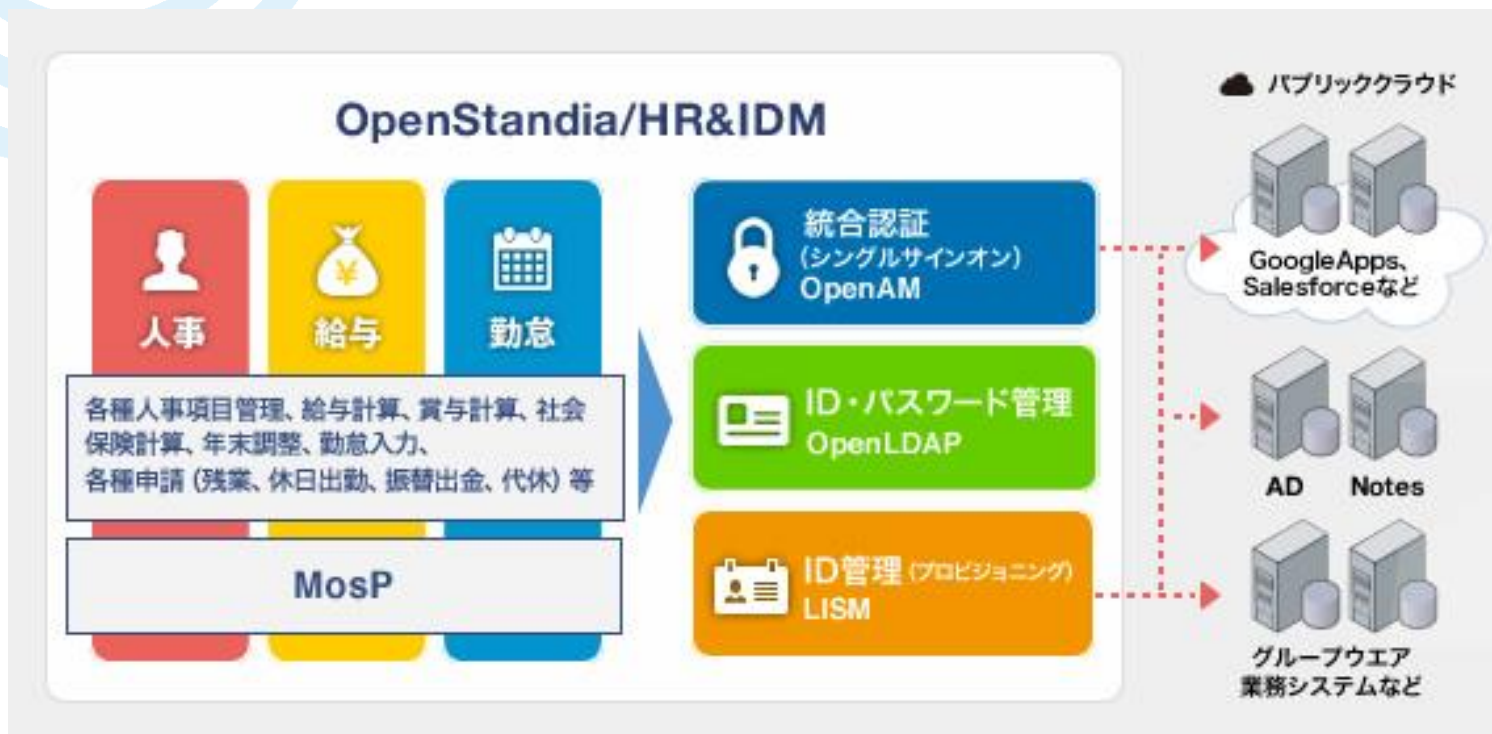 OpenStandia/HR&IDM
人事
給与
勤怠
各種人事項目管理、給与計算、賞与計算、社会
保険計算、年末調整、勤怠入力、
各種申請（残業、休日出勤、振替出金、代休）等
MosP
統合認証
（シングルサインオン）
OpenAM
ID・パスワード管理
OpenLDAP
ID管理（プロビジョニング）
LISM
パブリッククラウド
GoogleApps、
Salesforceなど
AD
Notes
グループウエア
業務システムなど